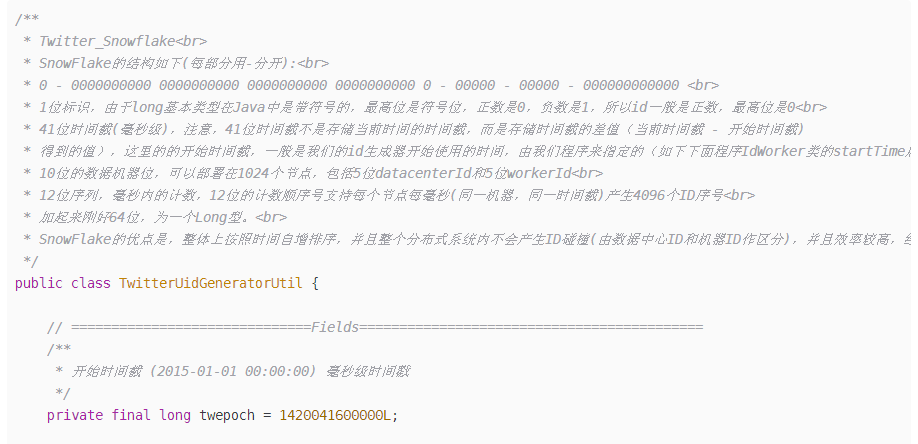 /**
* Twitter_Snowflake<br>
* SnowFlake的结构如下(每部分用-分开):<br>
* 0 - 0000000000 0000000000 0000000000 0000000000 0 - 00000 - 00000 - 000000000000 <br>
* 1位标识，由于long基本类型在Java中是带符号的，最高位是符号位，正数是0，负数是1，所以id一般是正数，最高位是0<br>
* 41位时间截(毫秒级)，注意，41位时间截不是存储当前时间的时间截，而是存储时间截的差值（当前时间截 - 开始时间截)
* 得到的值），这里的的开始时间截，一般是我们的id生成器开始使用的时间，由我们程序来指定的（如下下面程序IdWorker类的startTime
* 10位的数据机器位，可以部署在1024个节点，包括5位datacenterId和5位workerId<br>
* 12位序列，毫秒内的计数，12位的计数顺序号支持每个节点每毫秒(同一机器，同一时间截)产生4096个ID序号<br>
* 加起来刚好64位，为一个Long型。<br>
* SnowFlake的优点是，整体上按照时间自增排序，并且整个分布式系统内不会产生ID碰撞(由数据中心ID和机器ID作区分)，并且效率较高，
*/
public class TwitterUidGeneratorUtil {
// ==============================Fields===========================================
/**
* 开始时间截 (2015-01-01 00:00:00) 毫秒级时间戳
*/
private final long twepoch = 1420041600000L;